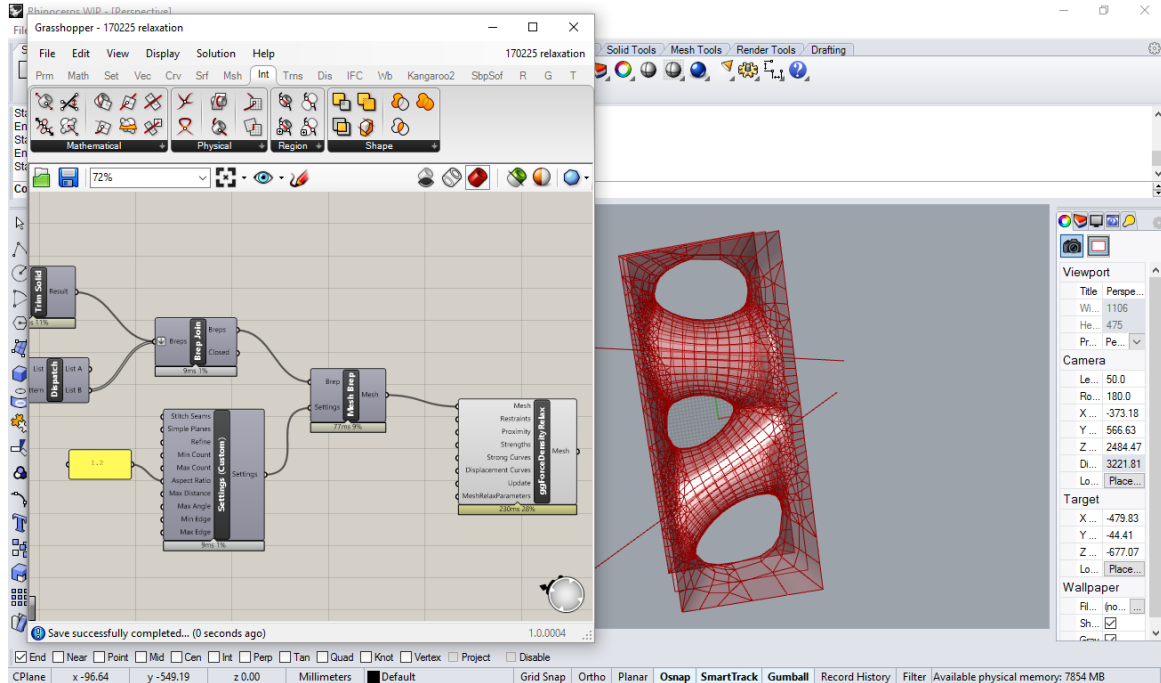 Rhinoceros WIP - [Perspective]
Grasshopper - 170225 relaxation
File Edit View Display Solution Help 170225 relaxation
Prm Math Set Vec Crv Srf Msh Int Trns Dis IFC Wb Kangaroo2 SbpSof R G T
Mathematical Physical Region Shape
72%
Solid Tools Mesh Tools Render Tools Drafting
Trim Solid
Result
11%
Dispatch
List
List A
List B
Breps
Brep Join
Breps
Closed
9ms 1%
Brep
Settings
Mesh Brep
Mesh
77ms 9%
1.2
Stitch Seams
Simple Planes
Refine
Min Count
Max Count
Aspect Ratio
Max Distance
Max Angle
Min Edge
Max Edge
Settings (Custom)
Settings
9ms 1%
Mesh
Restraints
Proximity
Strengths
Strong Curves
Displacement Curves
Update
MeshRelaxParameters
ggForceDensityRelax
Mesh
230ms 28%
Save successfully completed... (0 seconds ago) 1.0.0004
Viewport
Title Perspe...
Wi... 1106
He... 475
Pr... Pe...
Camera
Le... 50.0
Ro... 180.0
X ... -373.18
Y ... 566.63
Z ... 2484.47
Di... 3221.81
Lo... Place...
Target
X ... -479.83
Y ... -44.41
Z ... -677.07
Lo... Place...
Wallpaper
Fil... (no... ...
Sh...
Gray
End Near Point Mid Cen Int Perp Tan Quad Knot Vertex Project Disable
CPlane x -96.64 y -549.19 z 0.00 Millimeters Default Grid Snap Ortho Planar Osnap SmartTrack Gumball Record History Filter Available physical memory: 7854 MB